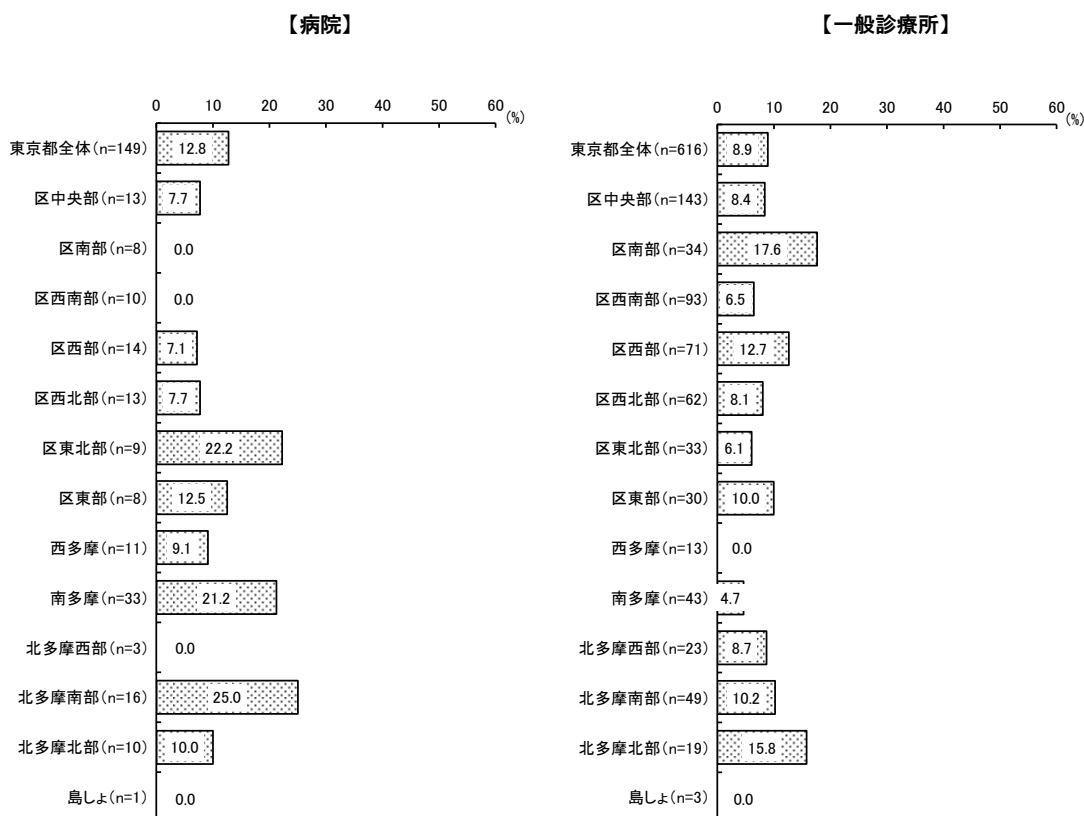 【病院】
0 10 20 30 40 50 60
(%)
東京都全体(n=149) 12.8
区中央部(n=13) 7.7
区南部(n=8) 0.0
区西南部(n=10) 0.0
区西部(n=14) 7.1
区西北部(n=13) 7.7
区東北部(n=9) 22.2
区東部(n=8) 12.5
西多摩(n=11) 9.1
南多摩(n=33) 21.2
北多摩西部(n=3) 0.0
北多摩南部(n=16) 25.0
北多摩北部(n=10) 10.0
島しょ(n=1) 0.0
【一般診療所】
0 10 20 30 40 50 60
(%)
東京都全体(n=616) 8.9
区中央部(n=143) 8.4
区南部(n=34) 17.6
区西南部(n=93) 6.5
区西部(n=71) 12.7
区西北部(n=62) 8.1
区東北部(n=33) 6.1
区東部(n=30) 10.0
西多摩(n=13) 0.0
南多摩(n=43) 4.7
北多摩西部(n=23) 8.7
北多摩南部(n=49) 10.2
北多摩北部(n=19) 15.8
島しょ(n=3) 0.0